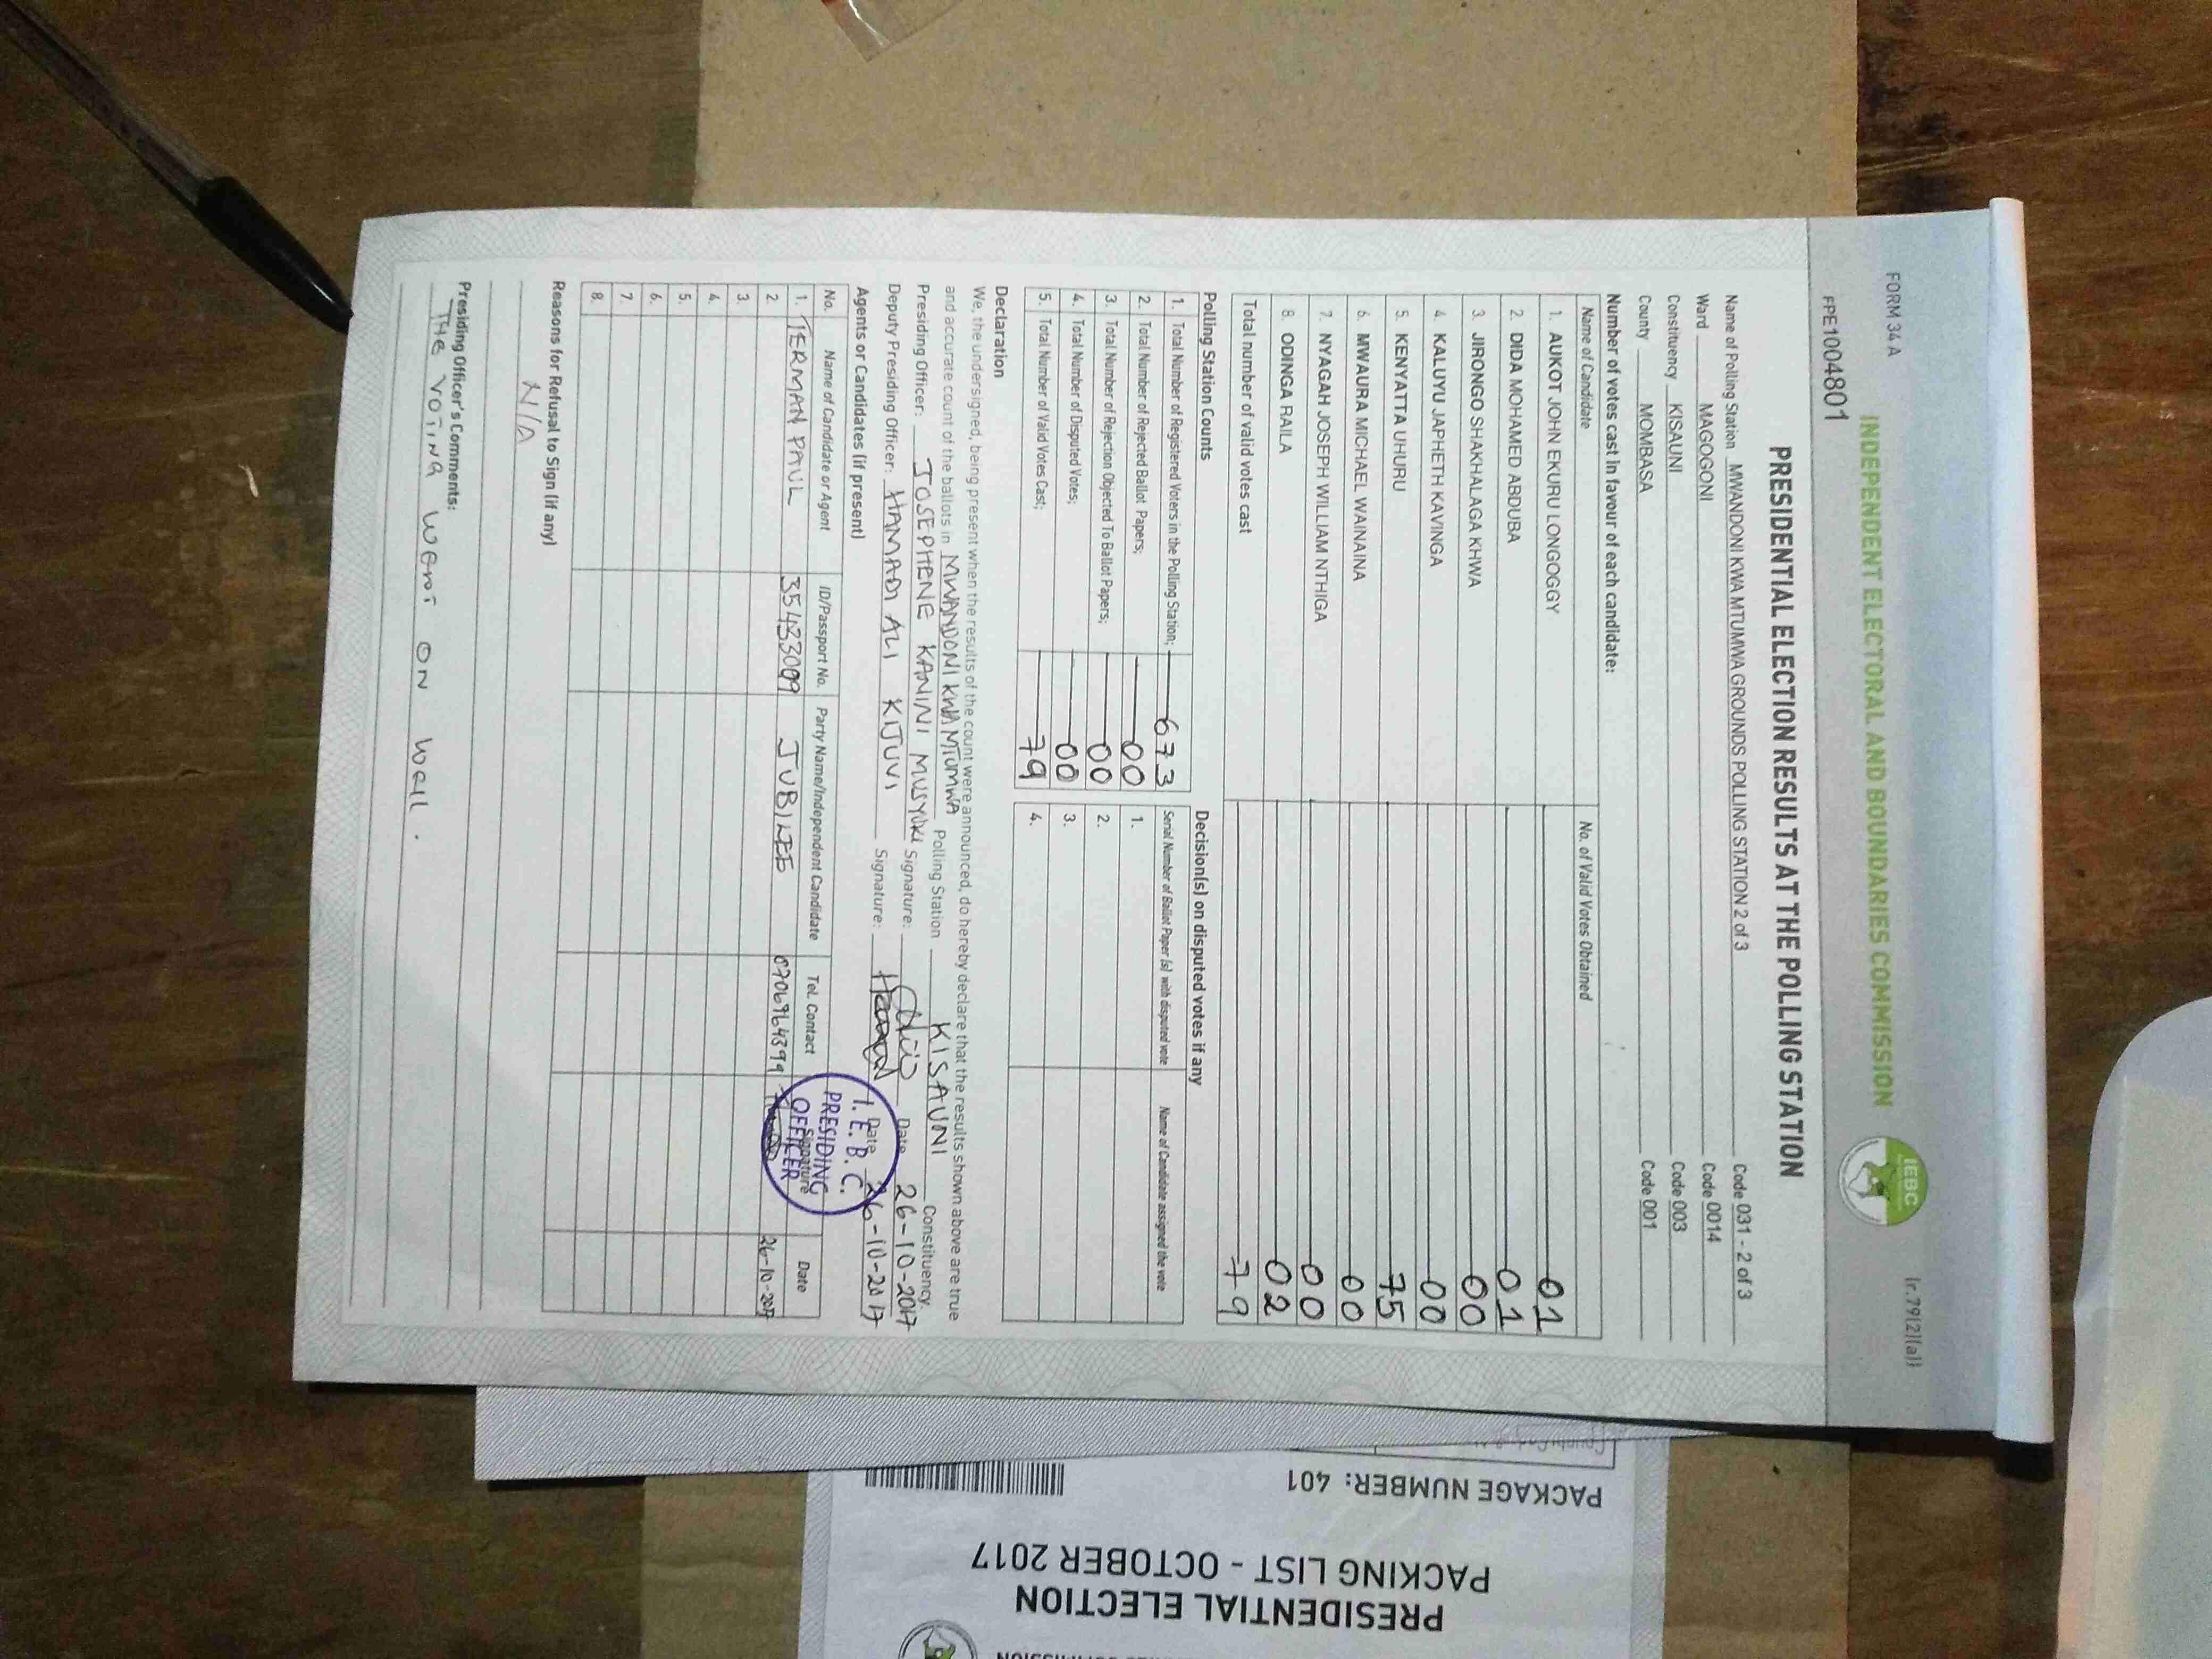 FORM 34 A
(r.79(2)(a))
INDEPENDENT ELECTORAL AND BOUNDARIES COMMISSION
IEBC
FPE1004801
PRESIDENTIAL ELECTION RESULTS AT THE POLLING STATION
Name of Polling Station MWANDONI KWA MTUMWA GROUNDS POLLING STATION 2 of 3 Code 031 - 2 of 3
Ward MAGOGONI Code 0014
Constituency KISAUNI Code 003
County MOMBASA Code 001
Number of votes cast in favour of each candidate:
Name of Candidate No. of Valid Votes Obtained
1. AUKOT JOHN EKURU LONGOGGY 01
2. DIDA MOHAMED ABDUBA 01
3. JIRONGO SHAKHALAGA KHWA 00
4. KALUYU JAPHETH KAVINGA 00
5. KENYATTA UHURU 75
6. MWAURA MICHAEL WAINAINA 00
7. NYAGAH JOSEPH WILLIAM NTHIGA 00
8. ODINGA RAILA 02
Total number of valid votes cast 79
Polling Station Counts
1. Total Number of Registered Voters in the Polling Station; 673
2. Total Number of Rejected Ballot Papers; 00
3. Total Number of Rejection Objected To Ballot Papers; 00
4. Total Number of Disputed Votes; 00
5. Total Number of Valid Votes Cast; 79
Decision(s) on disputed votes if any
Serial Number of Ballot Paper (s) with disputed vote Name of Candidate assigned the vote
1.
2.
3.
4.
Declaration
We, the undersigned, being present when the results of the count were announced, do hereby declare that the results shown above are true
and accurate count of the ballots in MWANDONI KWA MTUMWA Polling Station KISAUNI Constituency.
Presiding Officer: JOSEPHENE KANINI MUSYOKI Signature: Date 26-10-2017
Deputy Presiding Officer: HAMADI ALI KIJUVI Signature: Date 26-10-2017
Agents or Candidates (if present)
No. Name of Candidate or Agent ID/Passport No. Party Name/Independent Candidate Tel. Contact Signature Date
1. TERMAN PAUL 35433009 JUBILEE 0706964399 26-10-2017
2.
3.
4.
5.
6.
7.
8.
I.E.B.C.
PRESIDING
OFFICER
Reasons for Refusal to Sign (if any)
N/A
Presiding Officer's Comments:
THe VOTING WenT ON Well.
PACKAGE NUMBER: 401
PRESIDENTIAL ELECTION
PACKING LIST - OCTOBER 2017